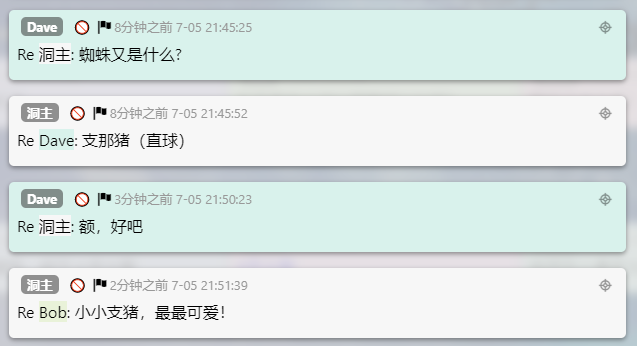 Dave 8分钟之前 7-05 21:45:25
Re 洞主: 蜘蛛又是什么?
洞主 8分钟之前 7-05 21:45:52
Re Dave: 支那猪（直球）
Dave 3分钟之前 7-05 21:50:23
Re 洞主: 额，好吧
洞主 2分钟之前 7-05 21:51:39
Re Bob: 小小支猪，最最可爱！